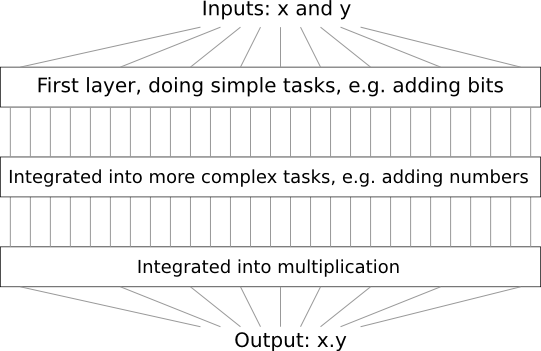 Inputs: x and y
First layer, doing simple tasks, e.g. adding bits
Integrated into more complex tasks, e.g. adding numbers
Integrated into multiplication
Output: x.y